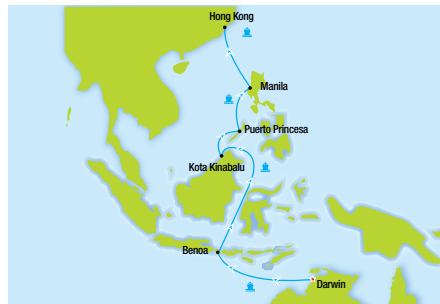 Hong Kong
Manila
Puerto Princesa
Kota Kinabalu
Benoa
Darwin